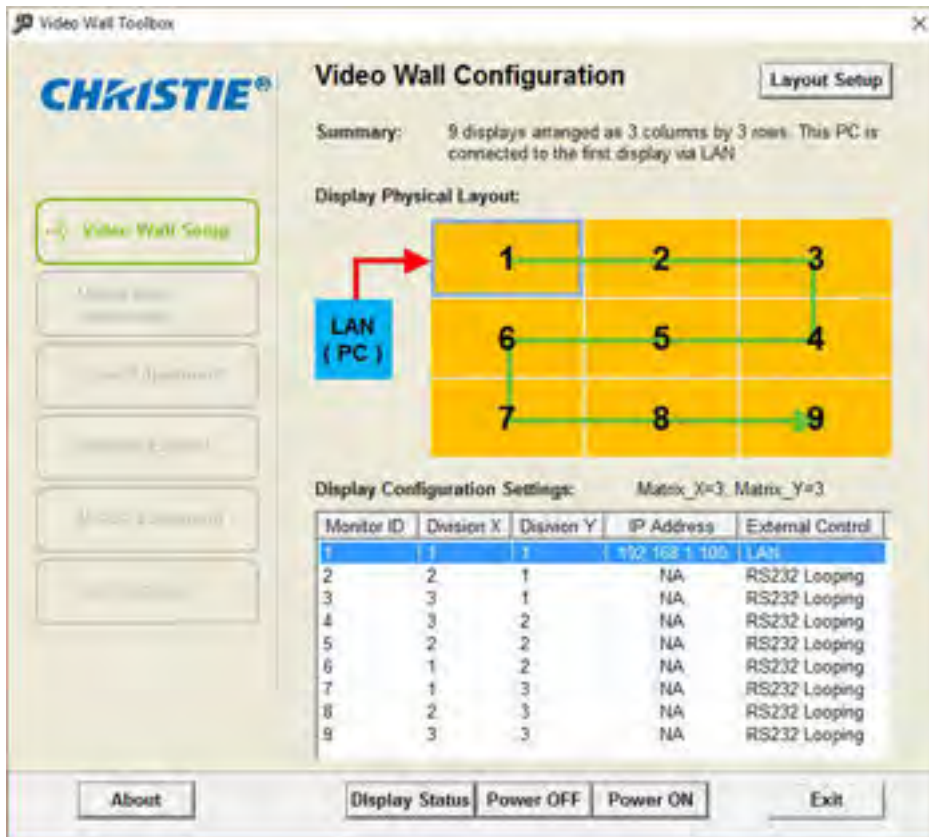 Video Wall Toolbox
CHRISTIE®
Video Wall Configuration
Layout Setup
Summary: 9 displays arranged as 3 columns by 3 rows. This PC is
connected to the first display via LAN
Display Physical Layout:
Video Wall Setup
1 2 3
LAN
( PC )
6 5 4
7 8 9
Display Configuration Settings: Matrix_X=3, Matrix_Y=3
Monitor ID Division X Division Y IP Address External Control
1 1 1 192.168.1.100 LAN
2 2 1 NA RS232 Looping
3 3 1 NA RS232 Looping
4 3 2 NA RS232 Looping
5 2 2 NA RS232 Looping
6 1 2 NA RS232 Looping
7 1 3 NA RS232 Looping
8 2 3 NA RS232 Looping
9 3 3 NA RS232 Looping
About
Display Status
Power OFF
Power ON
Exit